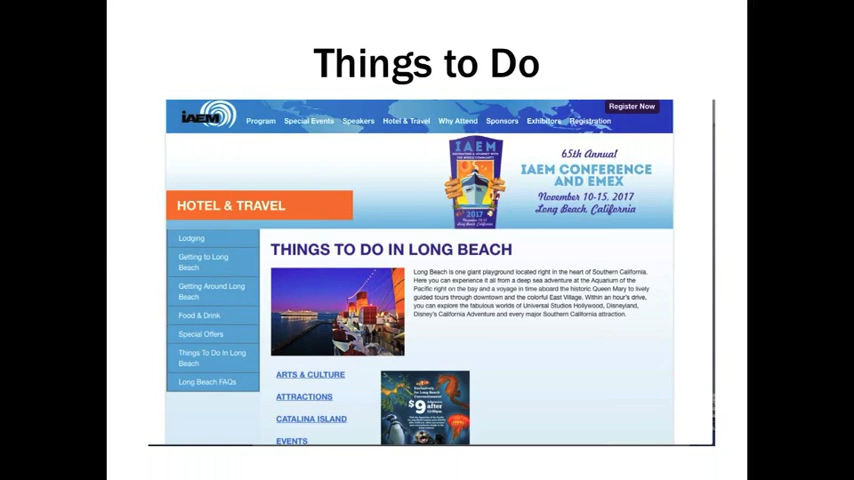 Things to Do
Register Now
IAEM
Program Special Events Speakers Hotel & Travel Why Attend Sponsors Exhibitors Registration
IAEM
2017
65th Annual
IAEM CONFERENCE
AND EMEX
November 10-15, 2017
Long Beach California
HOTEL & TRAVEL
Lodging
Getting to Long
Beach
Getting Around Long
Beach
Food & Drink
Special Offers
Things To Do In Long
Beach
Long Beach FAQs
THINGS TO DO IN LONG BEACH
Long Beach is one giant playground located right in the heart of Southern California.
Here you can experience it all from a deep sea adventure at the Aquarium of the
Pacific right on the bay and a voyage in time aboard the historic Queen Mary to lively
guided tours through downtown and the colorful East Village. Within an hour's drive,
you can explore the fabulous worlds of Universal Studios Hollywood, Disneyland,
Disney's California Adventure and every major Southern California attraction.
ARTS & CULTURE
ATTRACTIONS
CATALINA ISLAND
EVENTS
Exclusively
for Long Beach
$9 after